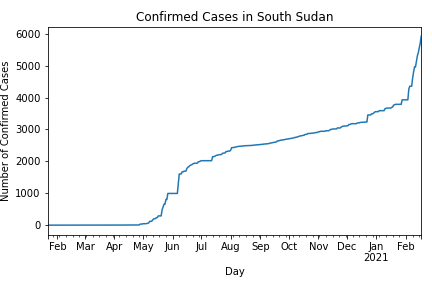 Confirmed Cases in South Sudan
Number of Confirmed Cases
6000
5000
4000
3000
2000
1000
0
Feb Mar Apr May Jun Jul Aug Sep Oct Nov Dec Jan Feb
2021
Day